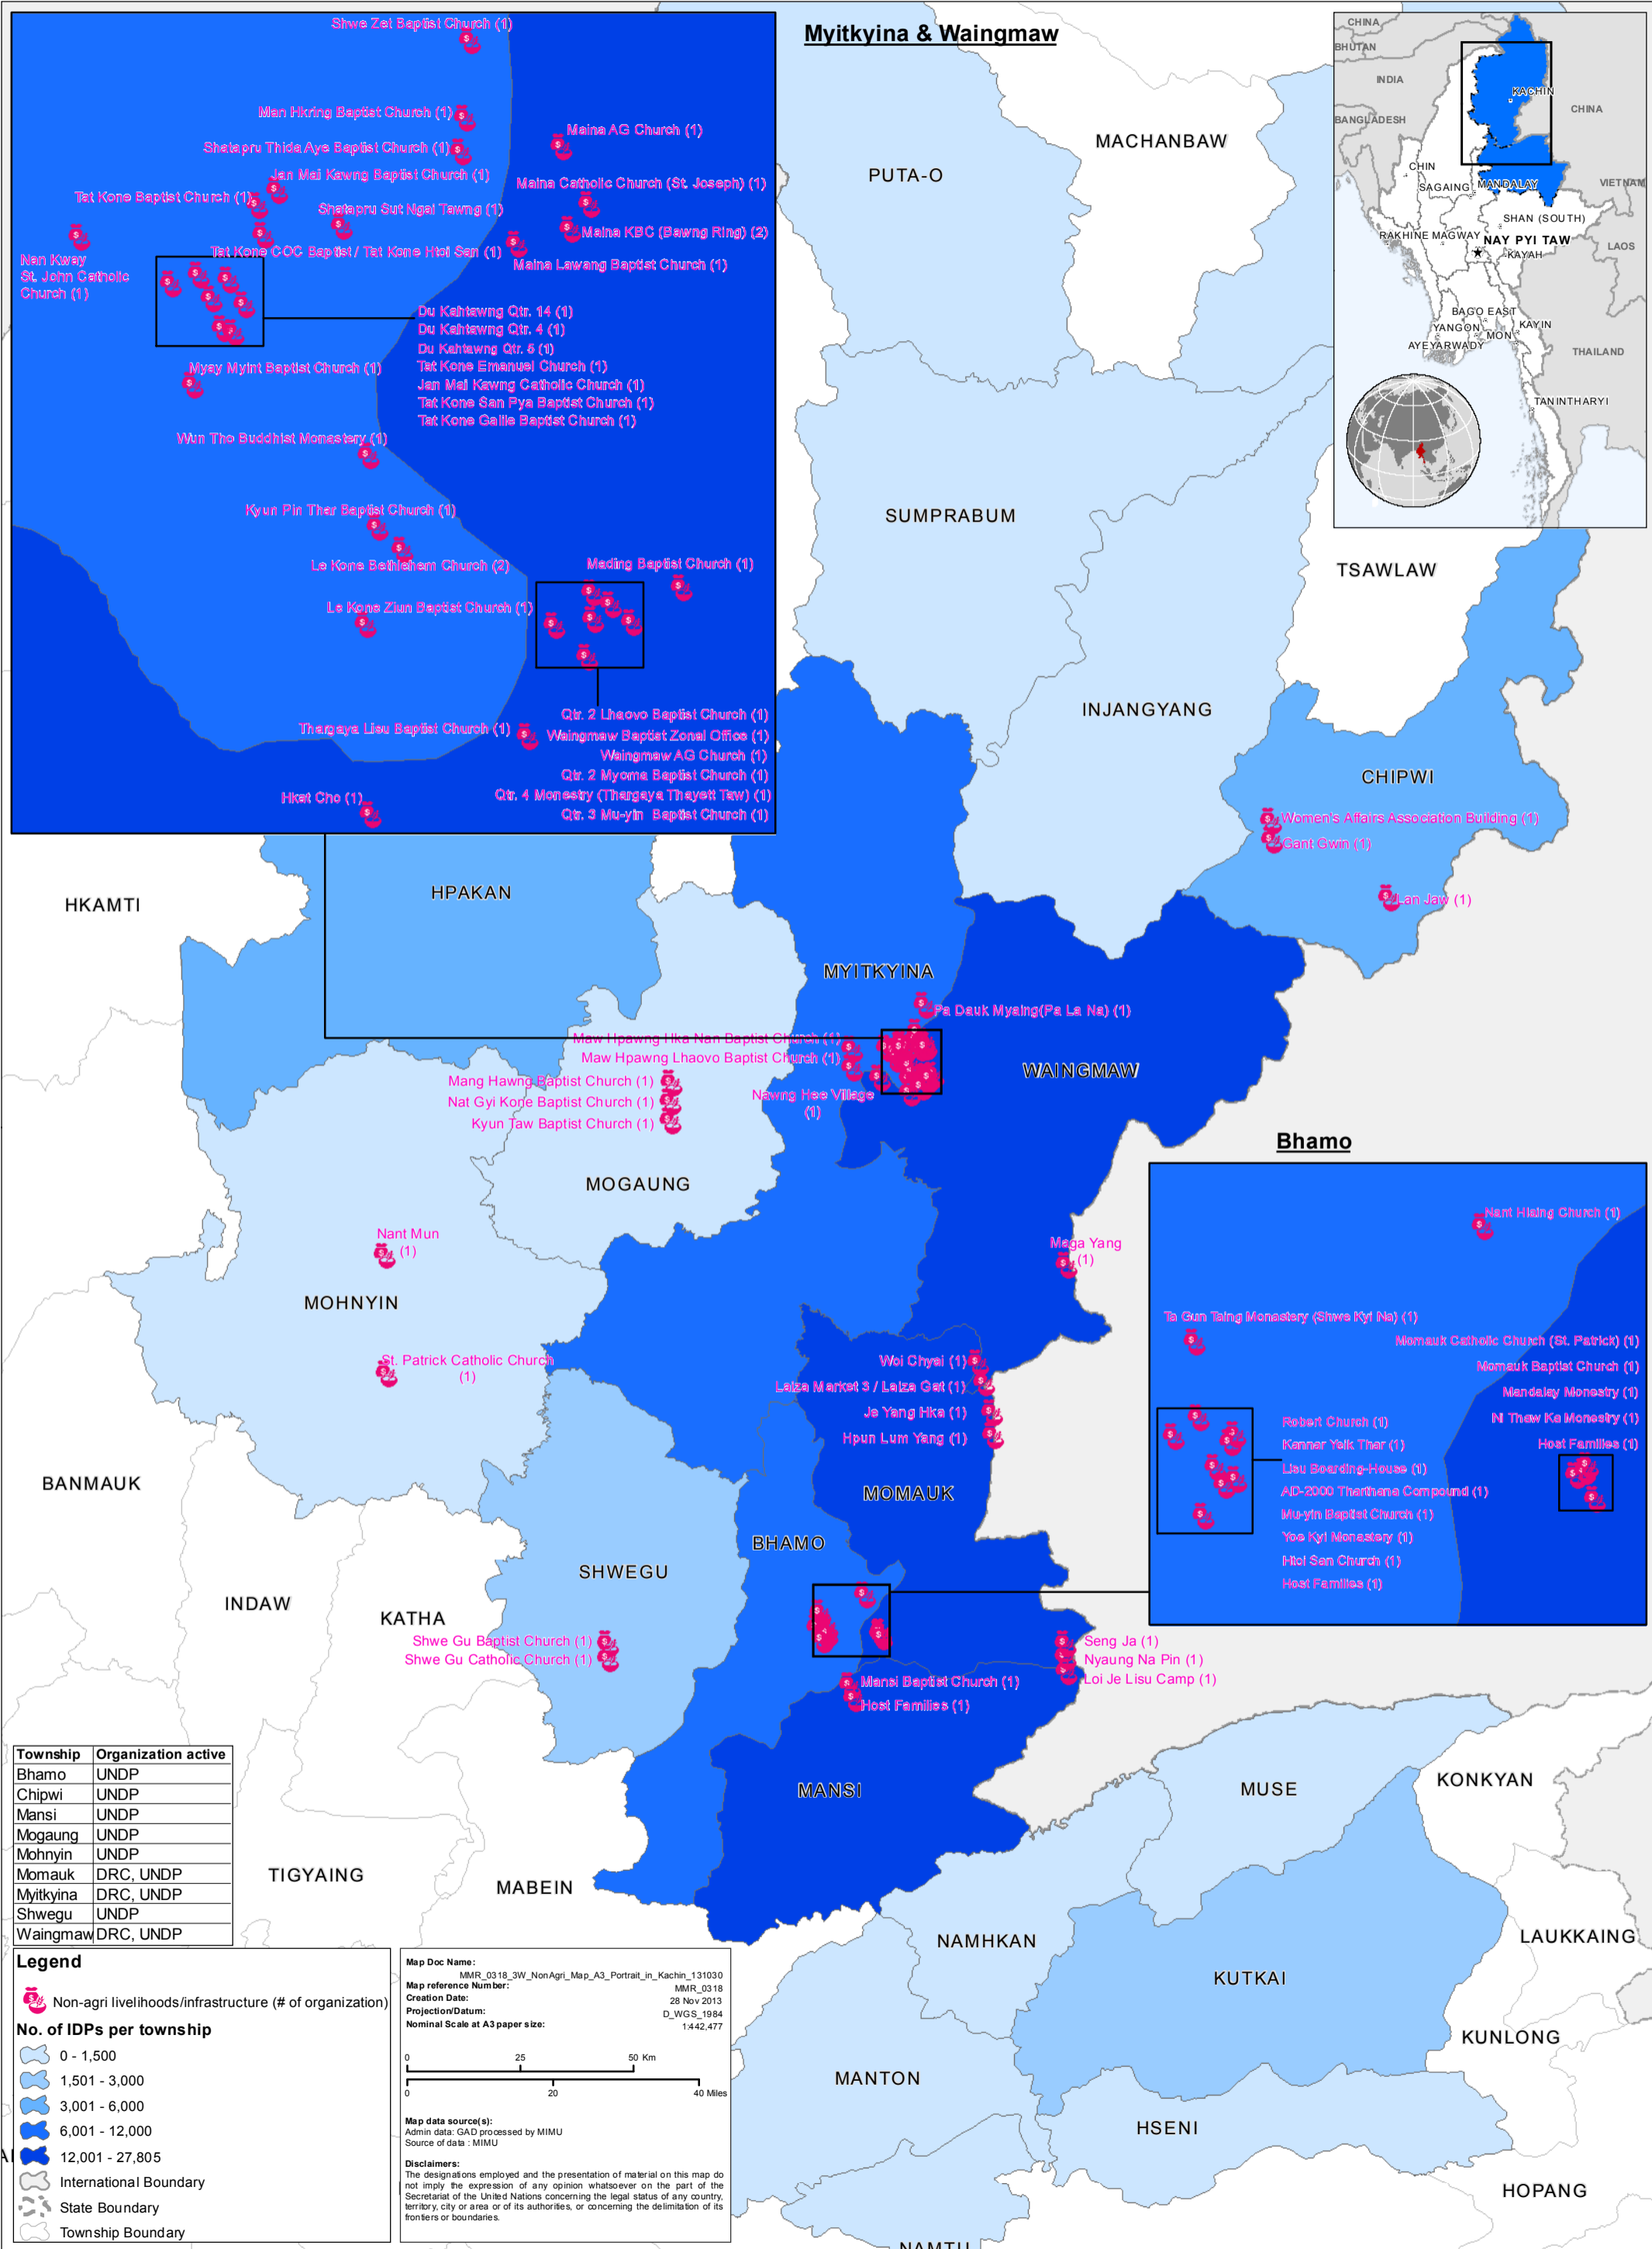 Myitkyina & Waingmaw
Shwe Zet Baptist Church (1)
Man Hkring Baptist Church (1)
Maina AG Church (1)
Shatapru Thida Aye Baptist Church (1)
Jan Mai Kawng Baptist Church (1)
Maina Catholic Church (St. Joseph) (1)
Tat Kone Baptist Church (1)
Shatapru Sut Ngai Tawng (1)
Maina KBC (Bawng Ring) (2)
Tat Kone COC Baptist / Tat Kone Htoi San (1)
Maina Lawang Baptist Church (1)
Nan Kway
St. John Catholic
Church (1)
Du Kahtawng Qtr. 14 (1)
Du Kahtawng Qtr. 4 (1)
Du Kahtawng Qtr. 5 (1)
Tat Kone Emanuel Church (1)
Jan Mai Kawng Catholic Church (1)
Tat Kone San Pya Baptist Church (1)
Tat Kone Galile Baptist Church (1)
Myay Myint Baptist Church (1)
Wun Tho Buddhist Monastery (1)
Kyun Pin Thar Baptist Church (1)
Le Kone Bethlehem Church (2)
Mading Baptist Church (1)
Le Kone Ziun Baptist Church (1)
Qtr. 2 Lhaovo Baptist Church (1)
Thargaya Lisu Baptist Church (1)
Waingmaw Baptist Zonal Office (1)
Waingmaw AG Church (1)
Qtr. 2 Myoma Baptist Church (1)
Qtr. 4 Monestry (Thargaya Thayett Taw) (1)
Hkat Cho (1)
Qtr. 3 Mu-yin Baptist Church (1)
CHINA
BHUTAN
INDIA
KACHIN
CHINA
BANGLADESH
CHIN
SAGAING
MANDALAY
VIETNAM
SHAN (SOUTH)
RAKHINE
MAGWAY
NAY PYI TAW
LAOS
KAYAH
BAGO EAST
YANGON
KAYIN
MON
AYEYARWADY
THAILAND
TANINTHARYI
PUTA-O
MACHANBAW
SUMPRABUM
TSAWLAW
INJANGYANG
CHIPWI
Women's Affairs Association Building (1)
Gant Gwin (1)
Lan Jaw (1)
HKAMTI
HPAKAN
MYITKYINA
Pa Dauk Myaing(Pa La Na) (1)
Maw Hpawng Hka Nan Baptist Church (1)
Maw Hpawng Lhaovo Baptist Church (1)
WAINGMAW
Mang Hawng Baptist Church (1)
Nat Gyi Kone Baptist Church (1)
Kyun Taw Baptist Church (1)
Nawng Hee Village
(1)
MOGAUNG
Nant Mun
(1)
Maga Yang
(1)
MOHNYIN
St. Patrick Catholic Church
(1)
Woi Chyai (1)
Laiza Market 3 / Laiza Gat (1)
Je Yang Hka (1)
Hpun Lum Yang (1)
Bhamo
Nant Hlaing Church (1)
Ta Gun Taing Monastery (Shwe Kyi Na) (1)
Momauk Catholic Church (St. Patrick) (1)
Momauk Baptist Church (1)
Mandalay Monestry (1)
Ni Thaw Ka Monestry (1)
Host Families (1)
Robert Church (1)
Kannar Yeik Thar (1)
Lisu Boarding-House (1)
AD-2000 Tharthana Compound (1)
Mu-yin Baptist Church (1)
Yoe Kyi Monastery (1)
Htoi San Church (1)
Host Families (1)
BANMAUK
MOMAUK
BHAMO
SHWEGU
INDAW
KATHA
Shwe Gu Baptist Church (1)
Shwe Gu Catholic Church (1)
Seng Ja (1)
Nyaung Na Pin (1)
Loi Je Lisu Camp (1)
Mansi Baptist Church (1)
Host Families (1)
MANSI
MUSE
KONKYAN
TIGYAING
MABEIN
NAMHKAN
KUTKAI
LAUKKAING
KUNLONG
MANTON
HSENI
HOPANG
NAMTU
Township Organization active
Bhamo UNDP
Chipwi UNDP
Mansi UNDP
Mogaung UNDP
Mohnyin UNDP
Momauk DRC, UNDP
Myitkyina DRC, UNDP
Shwegu UNDP
Waingmaw DRC, UNDP
Legend
Non-agri livelihoods/infrastructure (# of organization)
No. of IDPs per township
0 - 1,500
1,501 - 3,000
3,001 - 6,000
6,001 - 12,000
12,001 - 27,805
International Boundary
State Boundary
Township Boundary
Map Doc Name:
MMR_0318_3W_NonAgri_Map_A3_Portrait_in_Kachin_131030
Map reference Number: MMR_0318
Creation Date: 28 Nov 2013
Projection/Datum: D_WGS_1984
Nominal Scale at A3 paper size: 1:442,477
0 25 50 Km
0 20 40 Miles
Map data source(s):
Admin data: GAD processed by MIMU
Source of data : MIMU
Disclaimers:
The designations employed and the presentation of material on this map do
not imply the expression of any opinion whatsoever on the part of the
Secretariat of the United Nations concerning the legal status of any country,
territory, city or area or of its authorities, or concerning the delimitation of its
frontiers or boundaries.